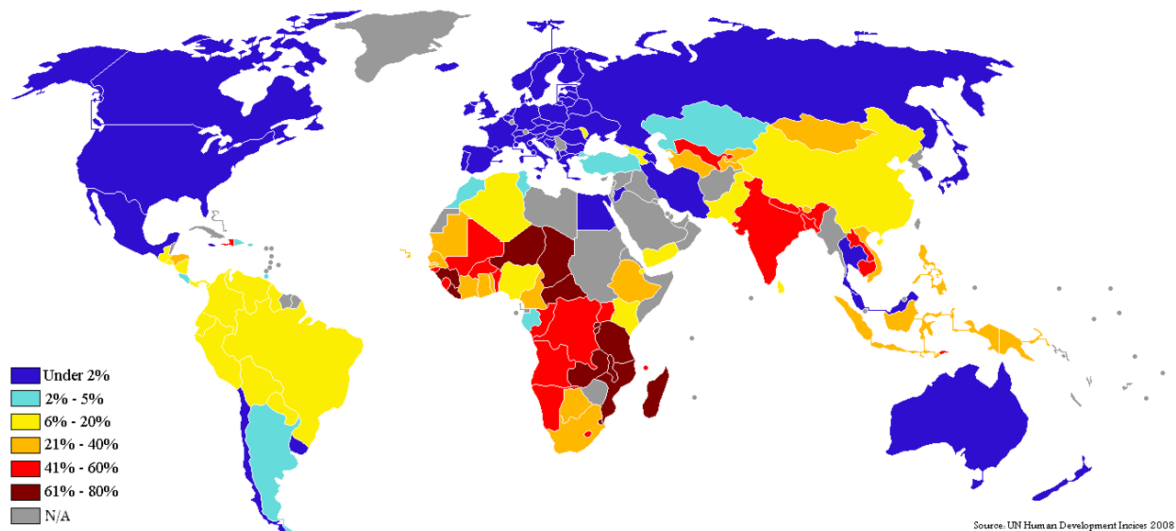 Under 2%
2% - 5%
6% - 20%
21% - 40%
41% - 60%
61% - 80%
N/A
Source: UN Human Development Indices 2008